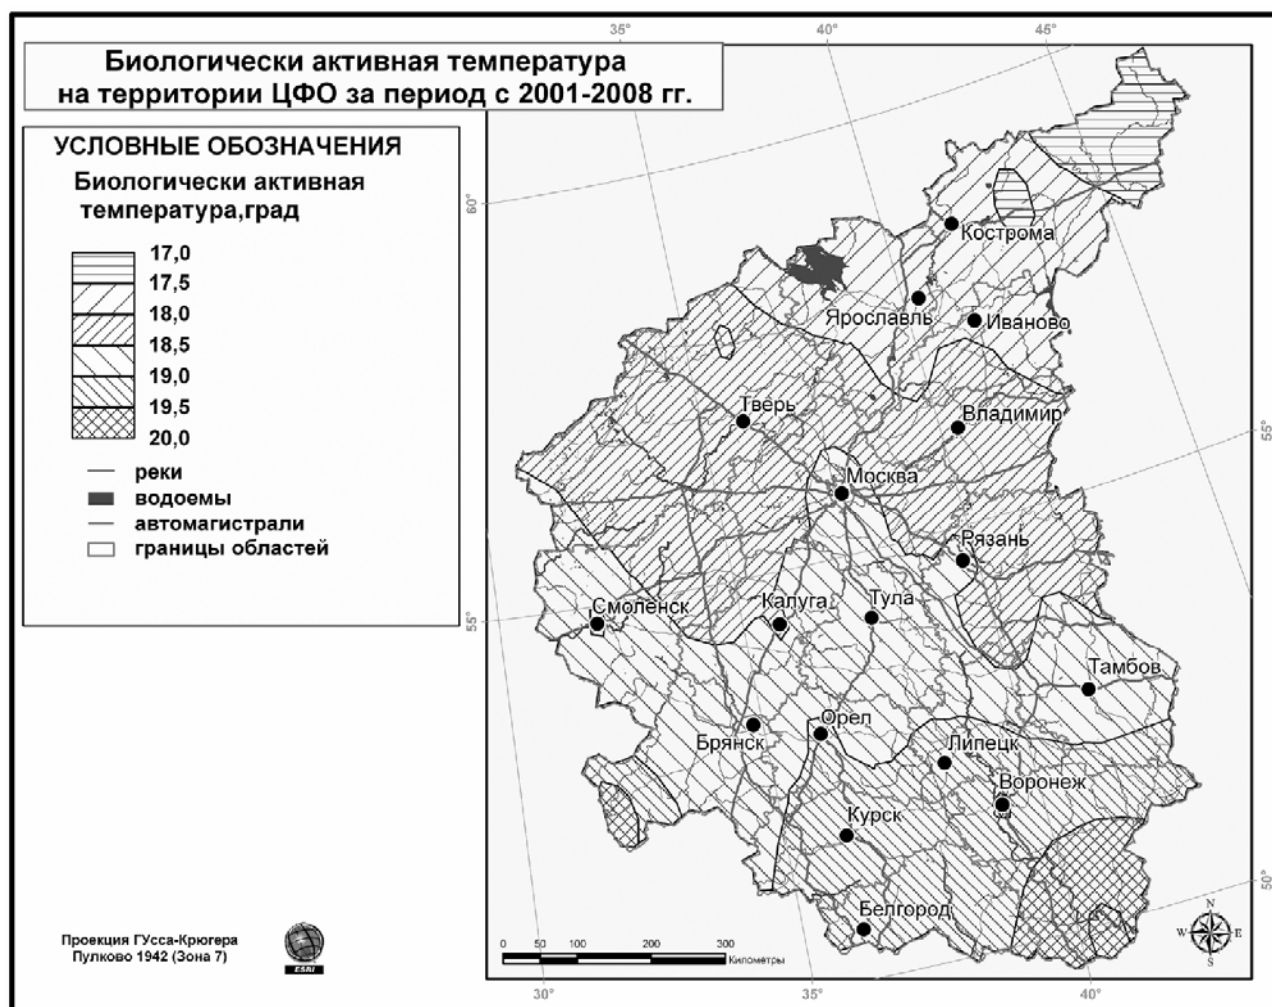 Биологически активная температура
на территории ЦФО за период с 2001-2008 гг.
УСЛОВНЫЕ ОБОЗНАЧЕНИЯ
Биологически активная
температура,град
17,0
17,5
18,0
18,5
19,0
19,5
20,0
реки
водоемы
автомагистрали
границы областей
35°
40°
45°
60°
55°
55°
50°
30°
35°
40°
Кострома
Ярославль
Иваново
Тверь
Владимир
Москва
Рязань
Смоленск
Калуга
Тула
Тамбов
Брянск
Орел
Липецк
Воронеж
Курск
Белгород
N
W
E
S
0 50 100 200 300
Километры
Проекция ГУсса-Крюгера
Пулково 1942 (Зона 7)
ESRI